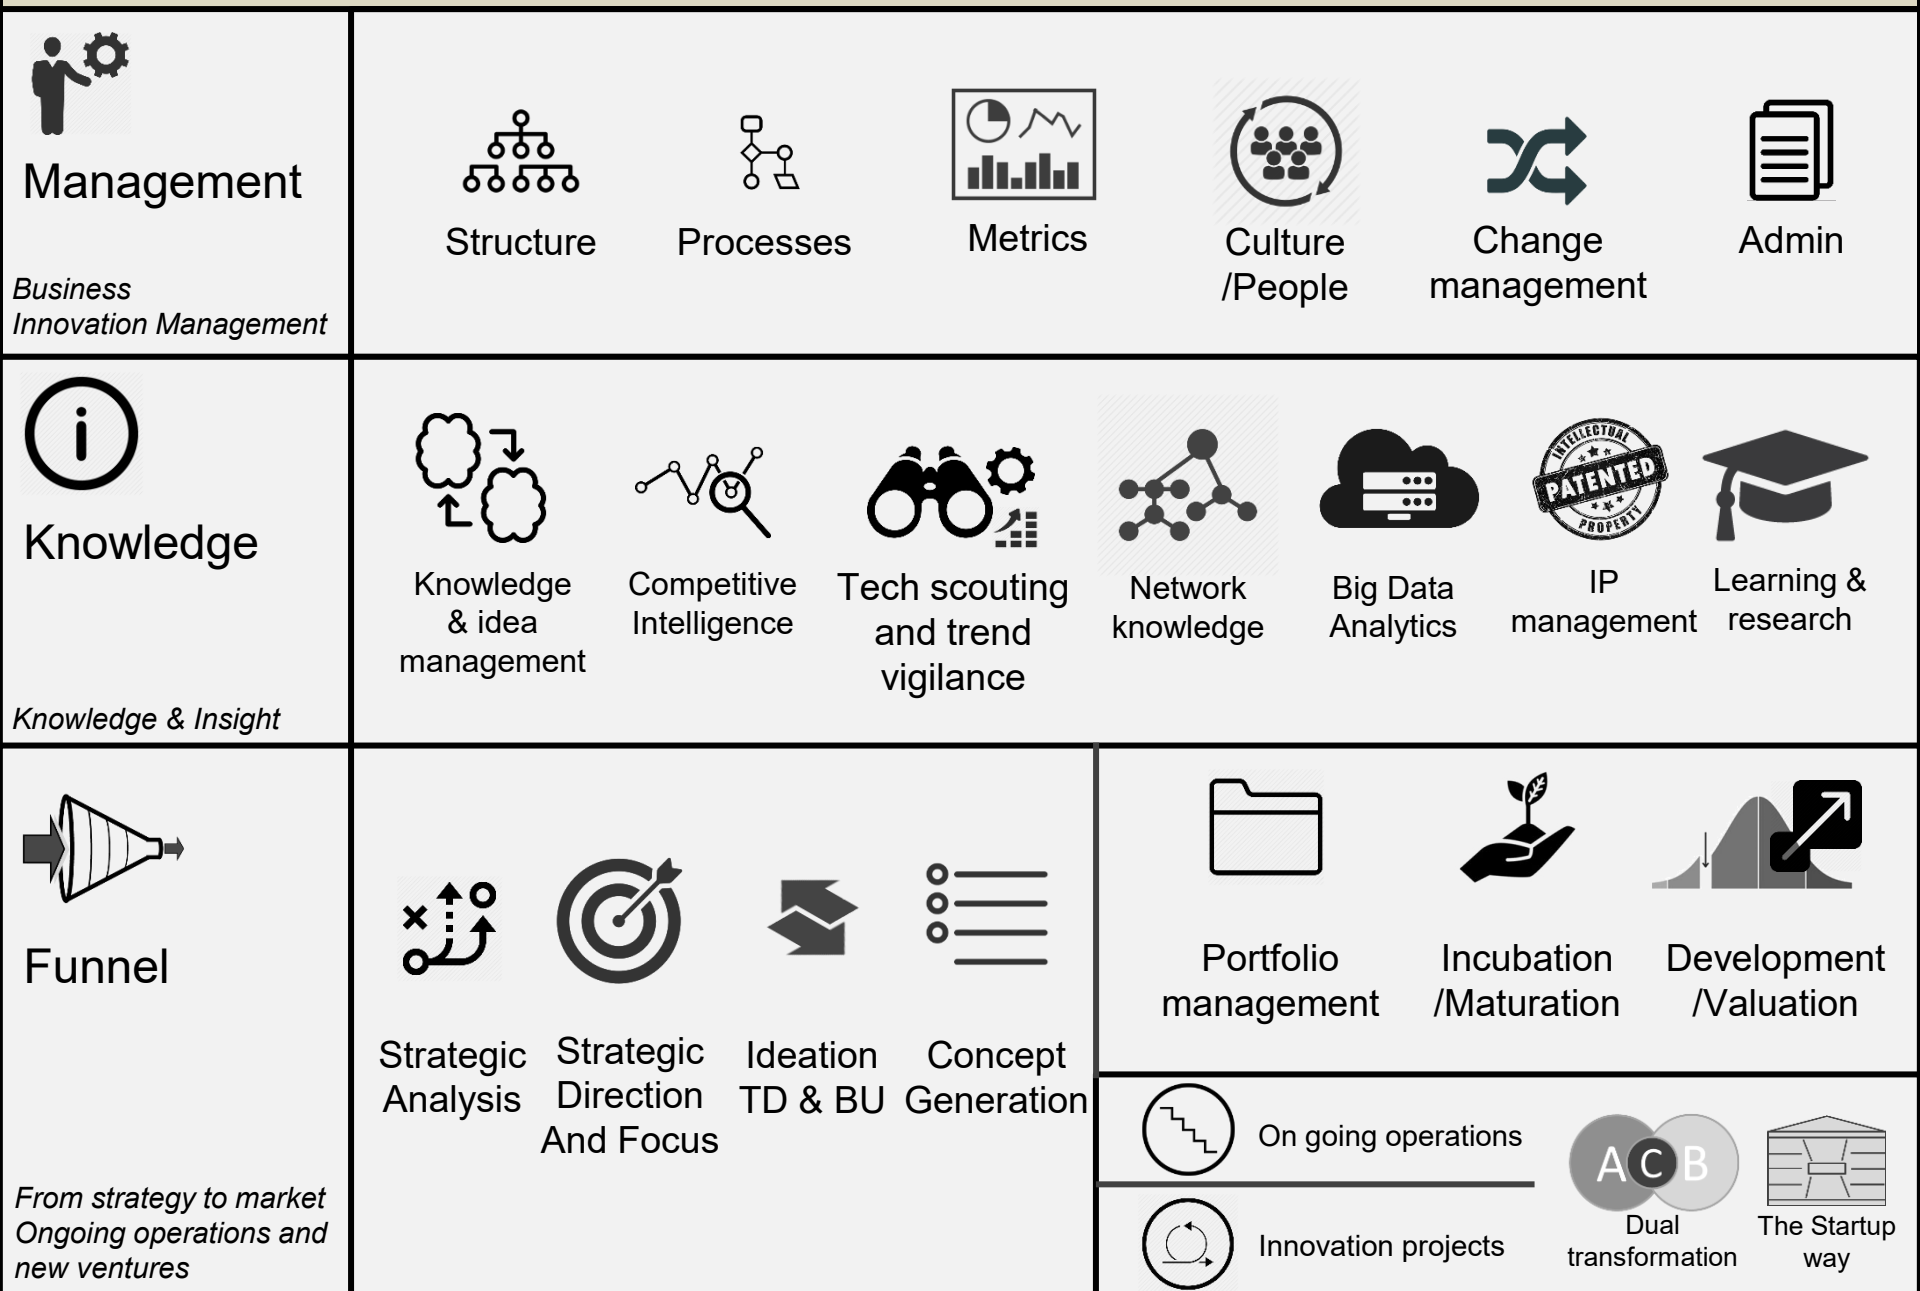 Management
Business
Innovation Management
Structure
Processes
Metrics
Culture
/People
Change
management
Admin
Knowledge
Knowledge & Insight
Knowledge
& idea
management
Competitive
Intelligence
Tech scouting
and trend
vigilance
Network
knowledge
Big Data
Analytics
INTELLECTUAL
PATENTED
PROPERTY
IP
management
Learning &
research
Funnel
From strategy to market
Ongoing operations and
new ventures
Strategic
Analysis
Strategic
Direction
And Focus
Ideation
TD & BU
Concept
Generation
Portfolio
management
Incubation
/Maturation
Development
/Valuation
On going operations
Innovation projects
A C B
Dual
transformation
The Startup
way